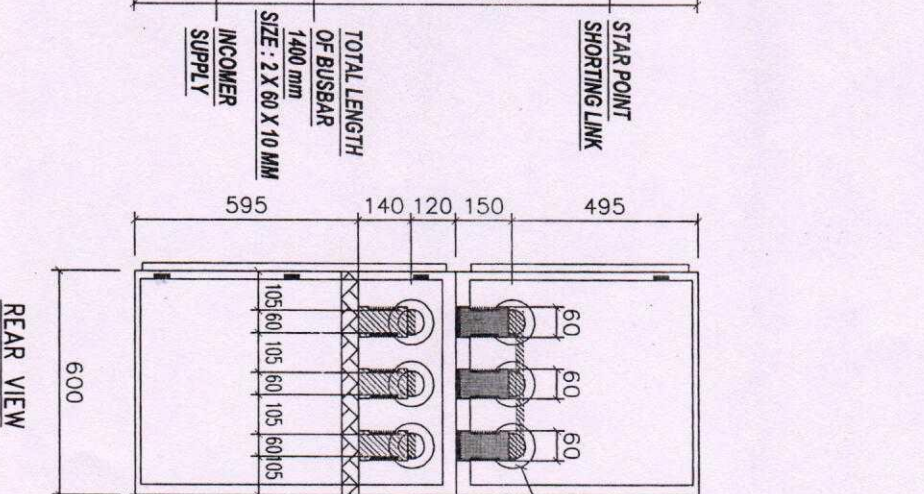 STAR POINT
SHORTING LINK
TOTAL LENGTH
OF BUSBAR
1400 mm
SIZE : 2 X 60 X 10 MM
INCOMER
SUPPLY
595 140 120 150 495
105 60 105 60 105 60 105
60
60
60
600
REAR VIEW